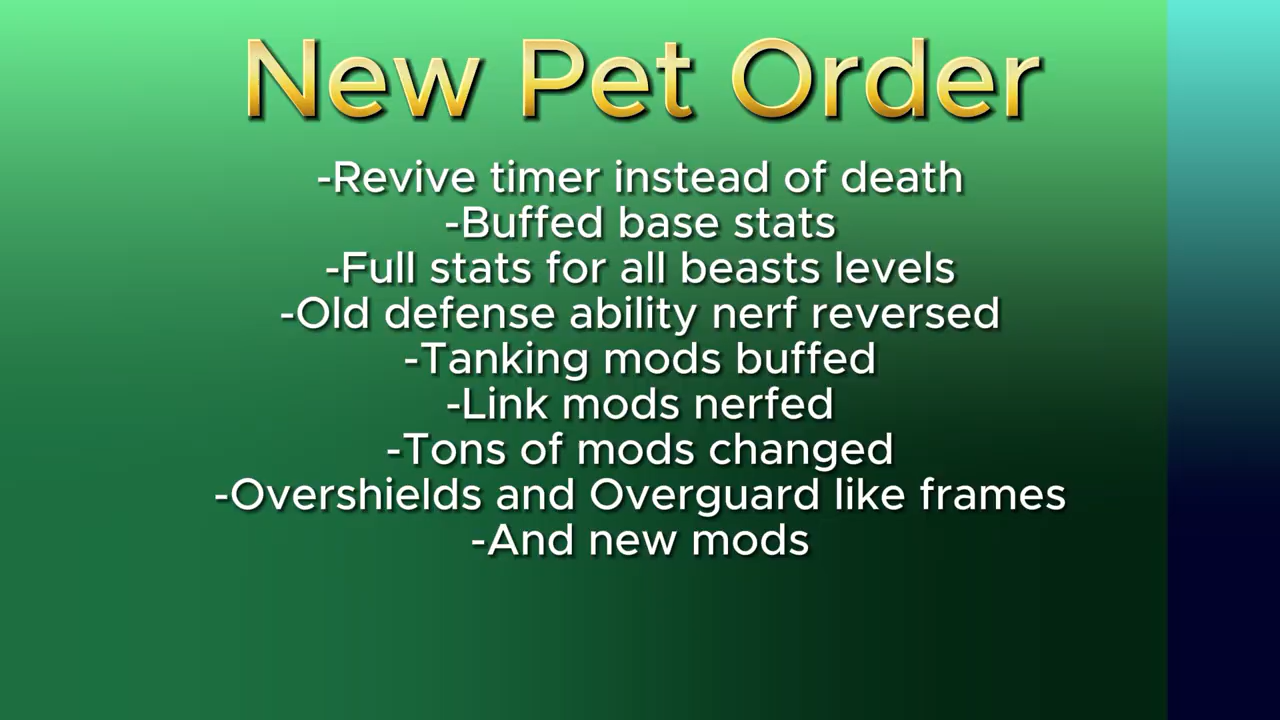 New Pet Order
-Revive timer instead of death
-Buffed base stats
-Full stats for all beasts levels
-Old defense ability nerf reversed
-Tanking mods buffed
-Link mods nerfed
-Tons of mods changed
-Overshields and Overguard like frames
-And new mods